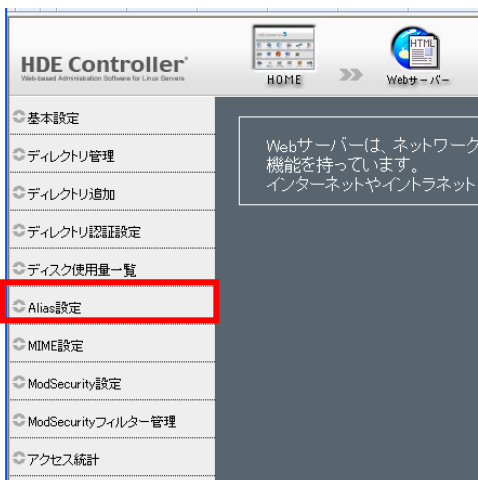 HDE Controller
Web-based Administration Software for Linux Servers
HOME
HTML
Webサーバー
基本設定
ディレクトリ管理
ディレクトリ追加
ディレクトリ認証設定
ディスク使用量一覧
Alias設定
MIME設定
ModSecurity設定
ModSecurityフィルター管理
アクセス統計
Webサーバーは、ネットワーク
機能を持っています。
インターネットやイントラネット